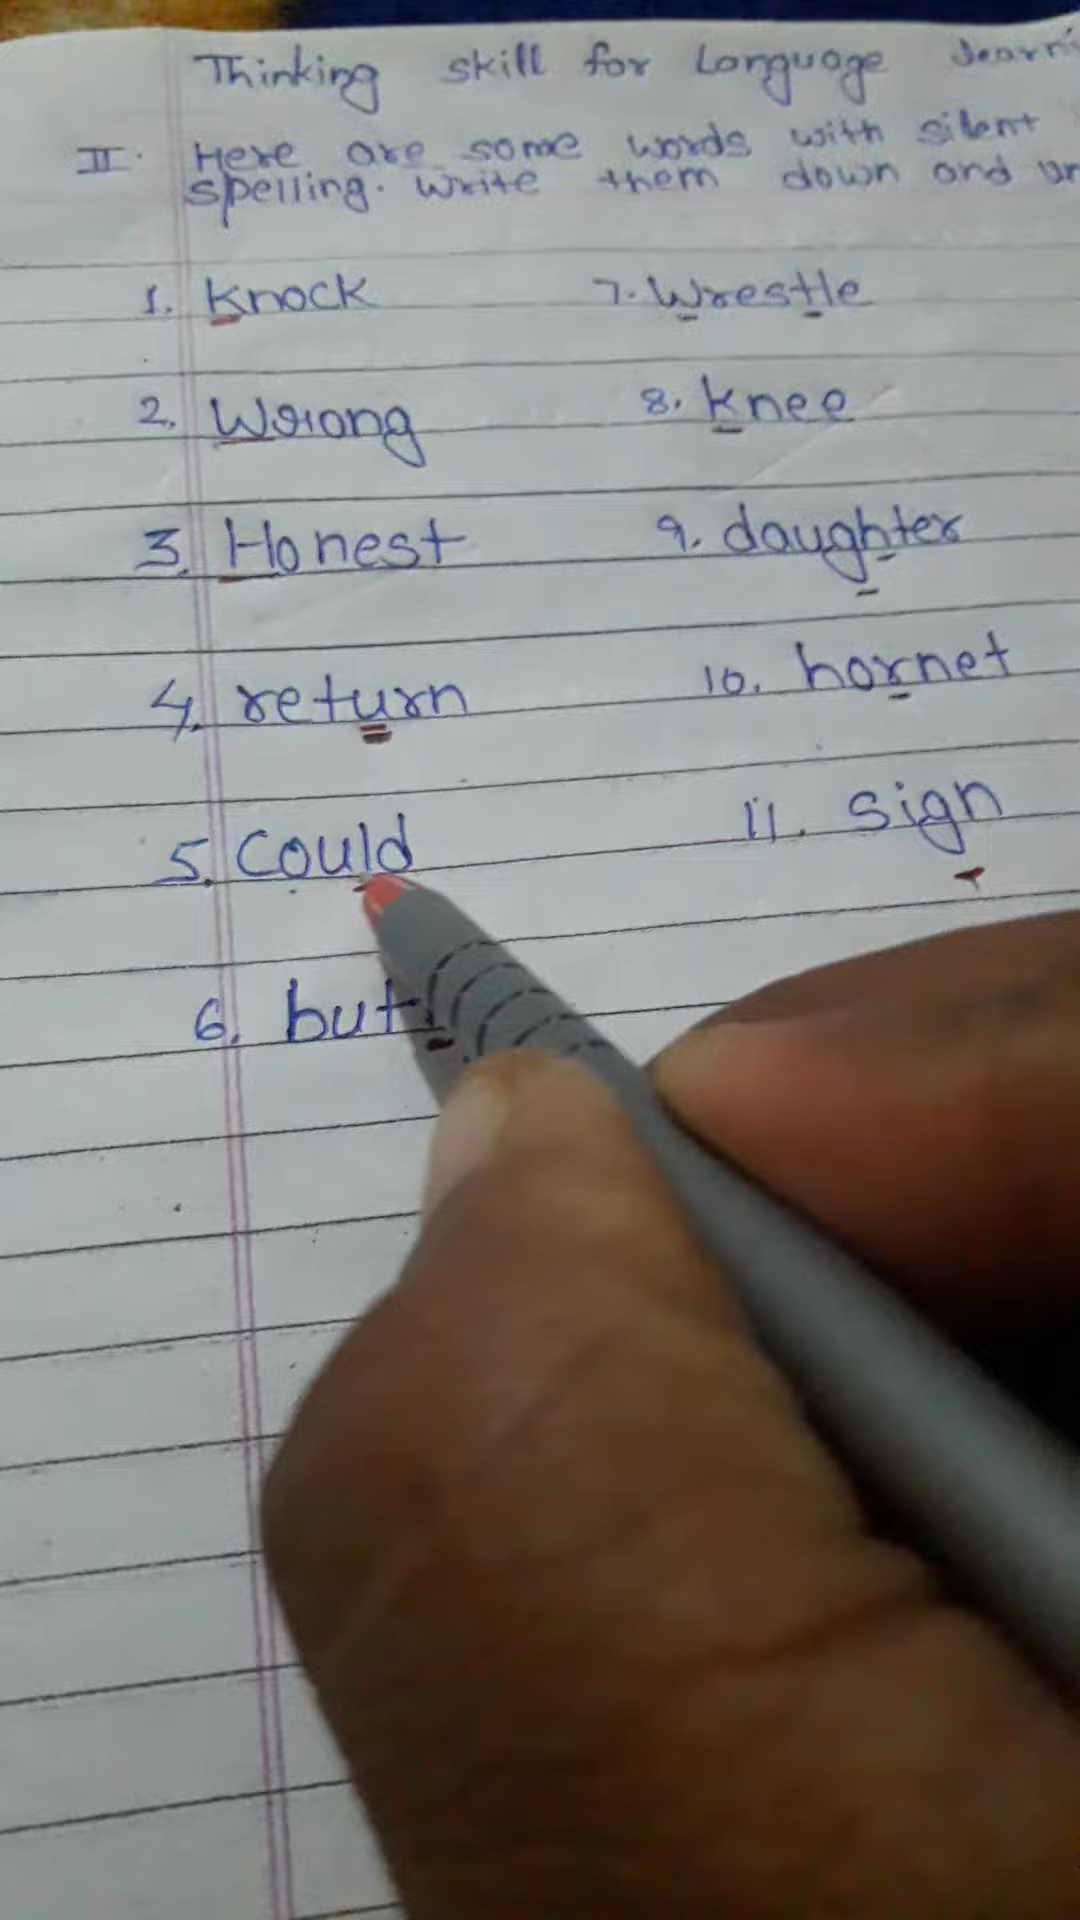 Thinking skill for Language
II. Here are some words with silent
spelling. Write them down and
1. Knock 7. Wrestle
2. Wrong 8. knee
3. Honest 9. daughter
4. return 10. hornet
5. Could 11. sign
6. but